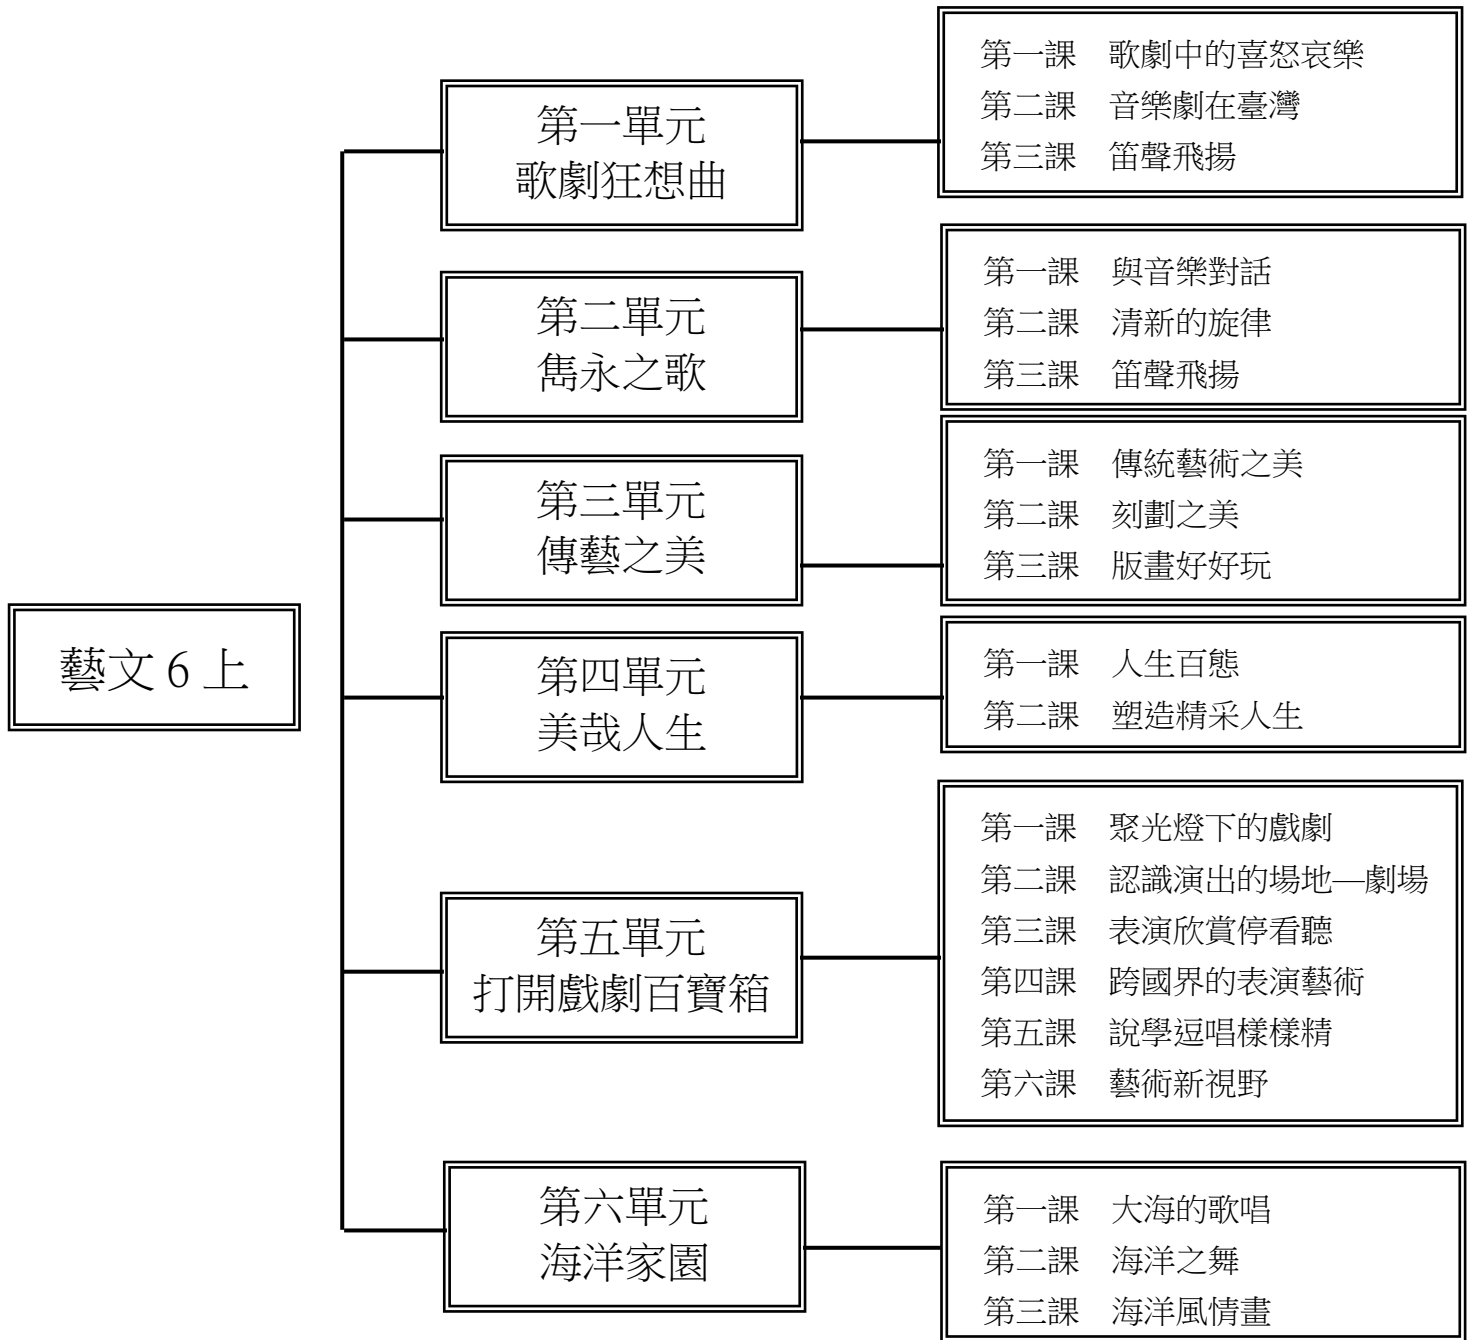 藝文6上
第一單元
歌劇狂想曲
第一課　歌劇中的喜怒哀樂
第二課　音樂劇在臺灣
第三課　笛聲飛揚
第二單元
雋永之歌
第一課　與音樂對話
第二課　清新的旋律
第三課　笛聲飛揚
第三單元
傳藝之美
第一課　傳統藝術之美
第二課　刻劃之美
第三課　版畫好好玩
第四單元
美哉人生
第一課　人生百態
第二課　塑造精采人生
第五單元
打開戲劇百寶箱
第一課　聚光燈下的戲劇
第二課　認識演出的場地—劇場
第三課　表演欣賞停看聽
第四課　跨國界的表演藝術
第五課　說學逗唱樣樣精
第六課　藝術新視野
第六單元
海洋家園
第一課　大海的歌唱
第二課　海洋之舞
第三課　海洋風情畫